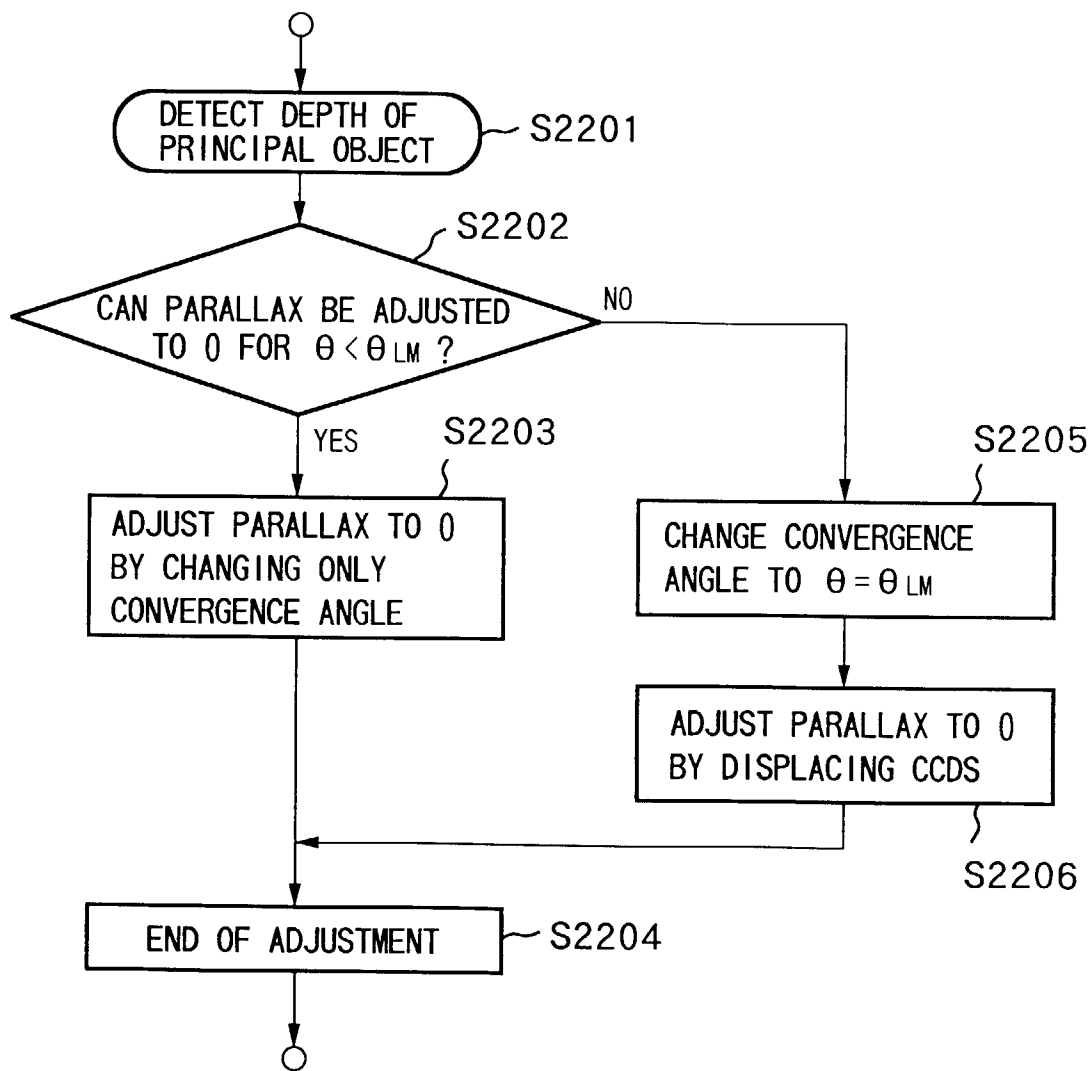 DETECT DEPTH OF
PRINCIPAL OBJECT
S2201
S2202
CAN PARALLAX BE ADJUSTED
TO 0 FOR θ < θLM ?
NO
YES
S2203
ADJUST PARALLAX TO 0
BY CHANGING ONLY
CONVERGENCE ANGLE
S2205
CHANGE CONVERGENCE
ANGLE TO θ = θLM
ADJUST PARALLAX TO 0
BY DISPLACING CCDS
S2206
END OF ADJUSTMENT
S2204